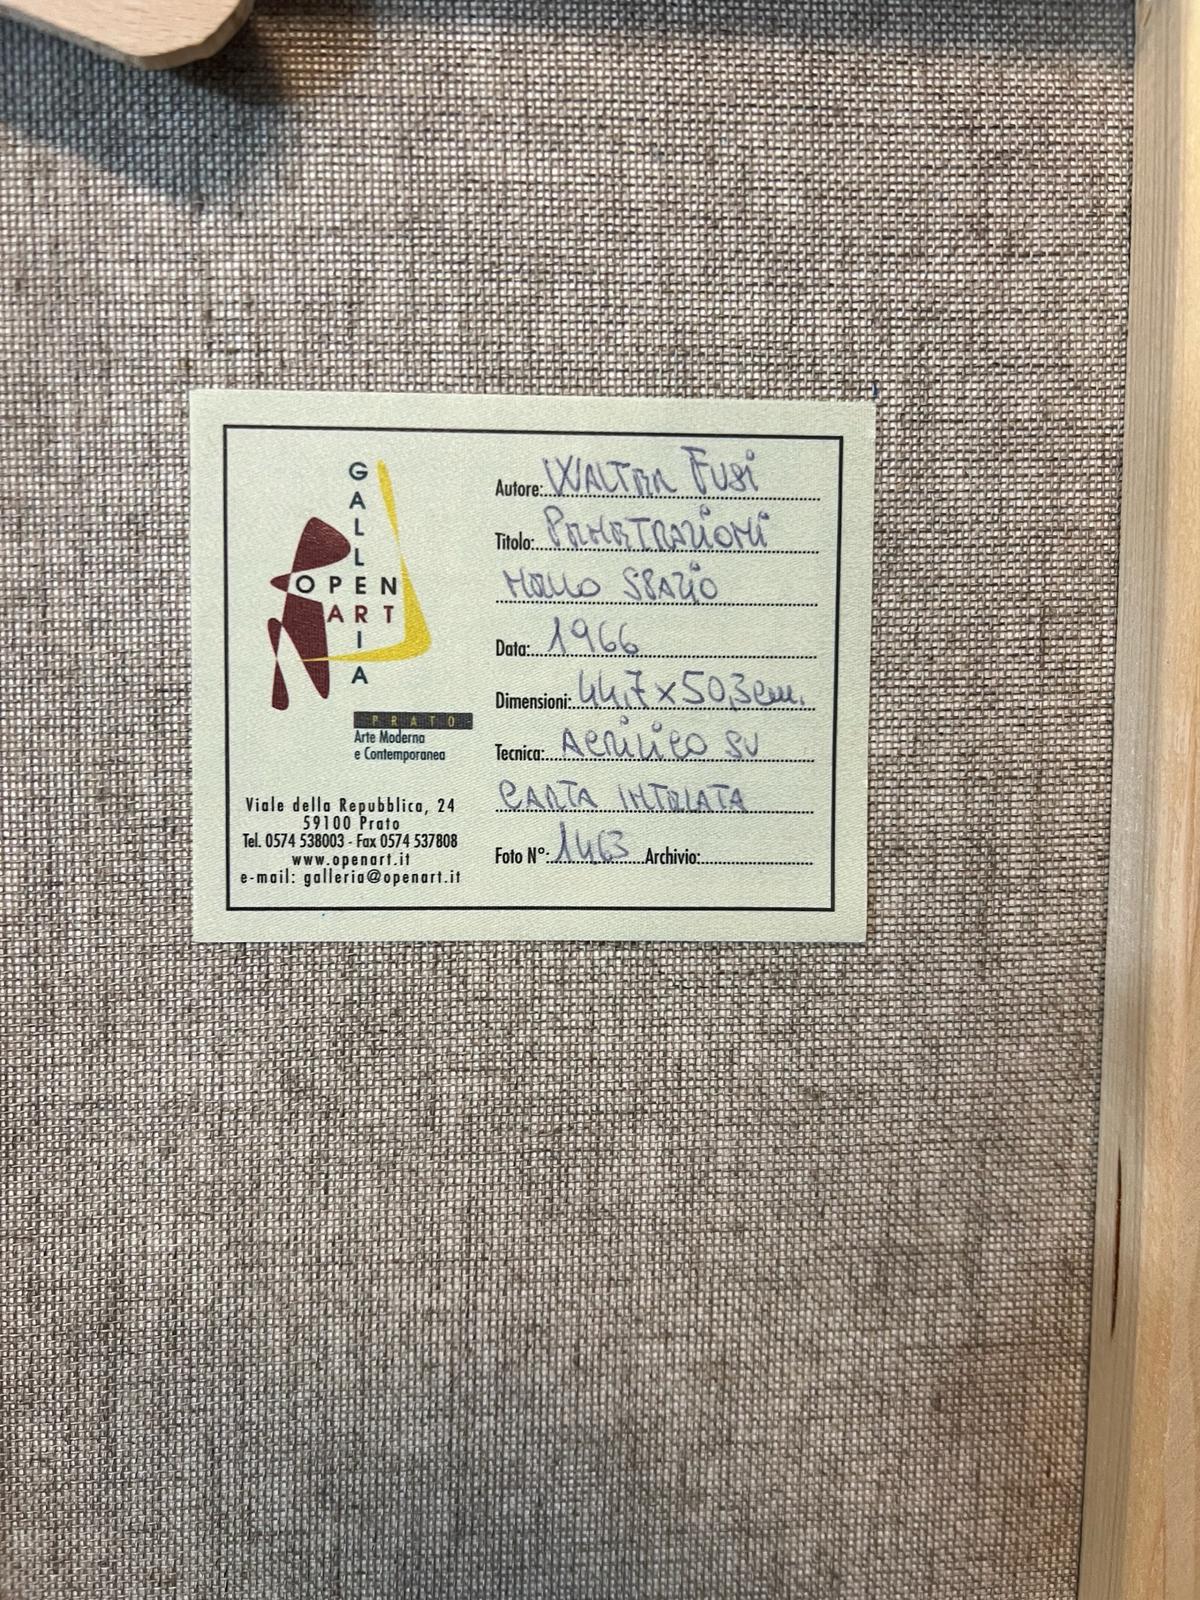 GALLERIA
OPEN
ART
PRATO
Arte Moderna
e Contemporanea
Viale della Repubblica, 24
59100 Prato
Tel. 0574 538003 - Fax 0574 537808
www.openart.it
e-mail: galleria@openart.it
Autore: WALTER FUSI
Titolo: PENETRAZIONI
NELLO SPAZIO
Data: 1966
Dimensioni: 44,7 x 50,3 cm.
Tecnica: ACRILICO SU
CARTA INTELATA
Foto N°: 1463 Archivio: